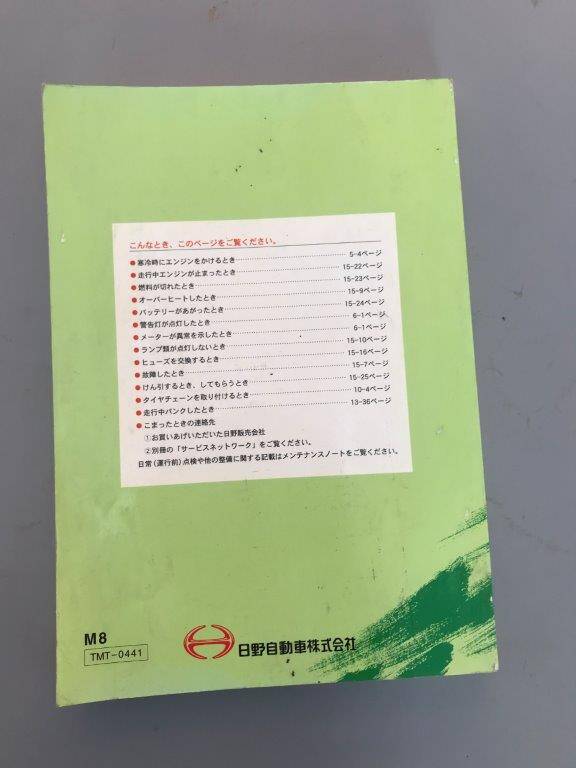 こんなとき、このページをご覧ください。
●寒冷時にエンジンをかけるとき 5-4ページ
●走行中エンジンが止まったとき 15-22ページ
●燃料が切れたとき 15-23ページ
●オーバーヒートしたとき 15-9ページ
●バッテリーがあがったとき 15-24ページ
●警告灯が点灯したとき 6-1ページ
●メーターが異常を示したとき 6-1ページ
●ランプ類が点灯しないとき 15-10ページ
●ヒューズを交換するとき 15-16ページ
●故障したとき 15-7ページ
●けん引するとき、してもらうとき 15-25ページ
●タイヤチェーンを取り付けるとき 10-4ページ
●走行中パンクしたとき 13-36ページ
●こまったときの連絡先
①お買いあげいただいた日野販売会社
②別冊の「サービスネットワーク」をご覧ください。
日常(運行前)点検や他の整備に関する記載はメンテナンスノートをご覧ください。
M8
TMT-0441
日野自動車株式会社